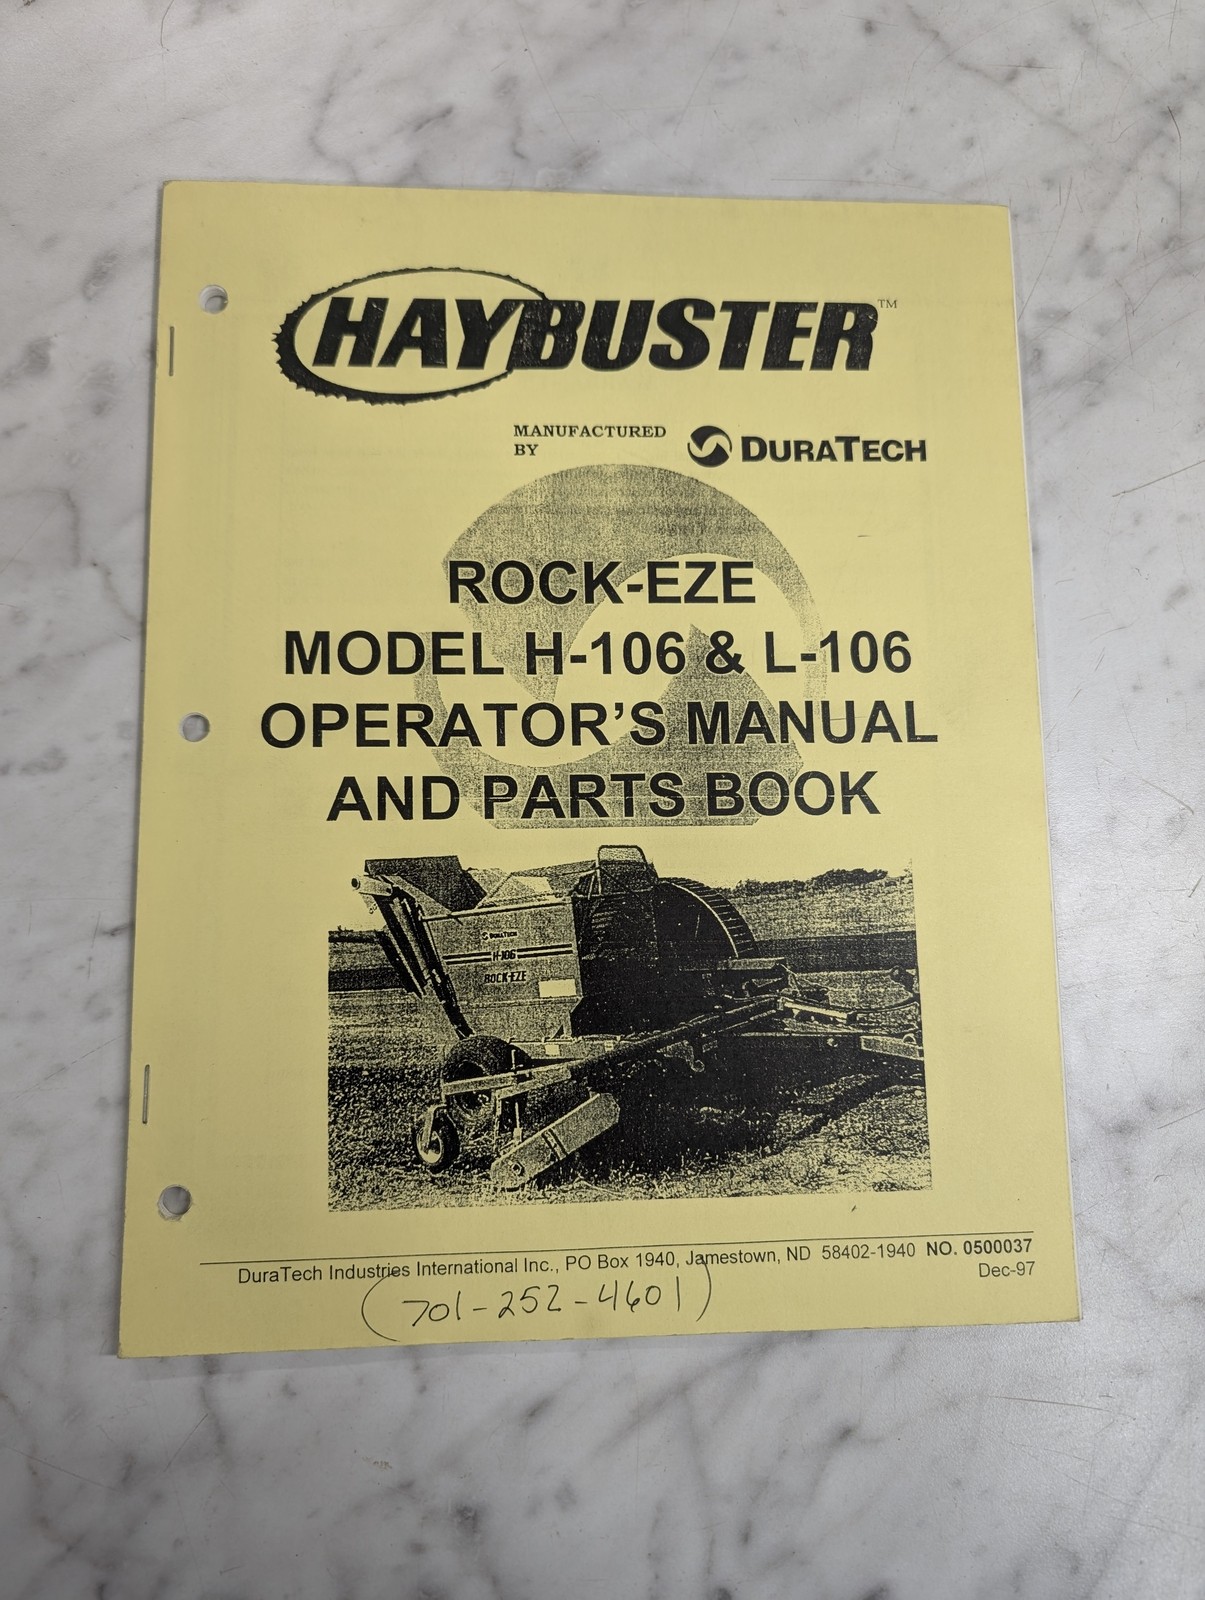 HAYBUSTER™
MANUFACTURED
BY
DURATECH
ROCK-EZE
MODEL H-106 & L-106
OPERATOR'S MANUAL
AND PARTS BOOK
DURATECH
H-106
ROCK-EZE
DuraTech Industries International Inc., PO Box 1940, Jamestown, ND 58402-1940 NO. 0500037
Dec-97
(701-252-4601)